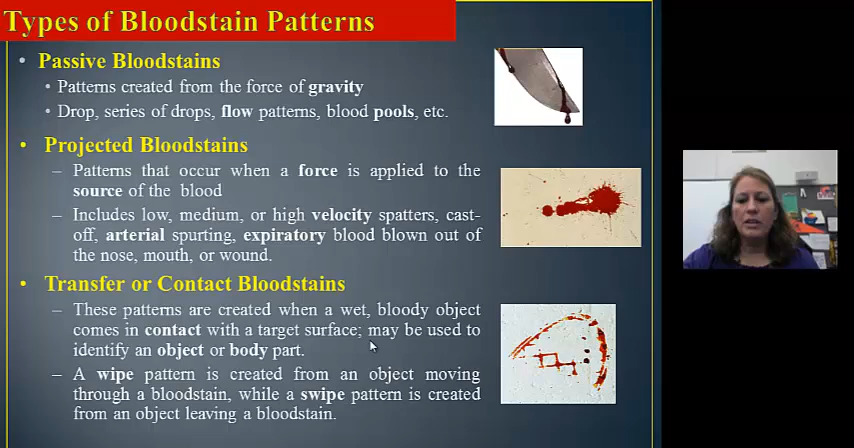 Types of Bloodstain Patterns
• Passive Bloodstains
• Patterns created from the force of gravity
• Drop, series of drops, flow patterns, blood pools, etc.
• Projected Bloodstains
– Patterns that occur when a force is applied to the
source of the blood
– Includes low, medium, or high velocity spatters, cast-
off, arterial spurting, expiratory blood blown out of
the nose, mouth, or wound.
• Transfer or Contact Bloodstains
– These patterns are created when a wet, bloody object
comes in contact with a target surface; may be used to
identify an object or body part.
– A wipe pattern is created from an object moving
through a bloodstain, while a swipe pattern is created
from an object leaving a bloodstain.